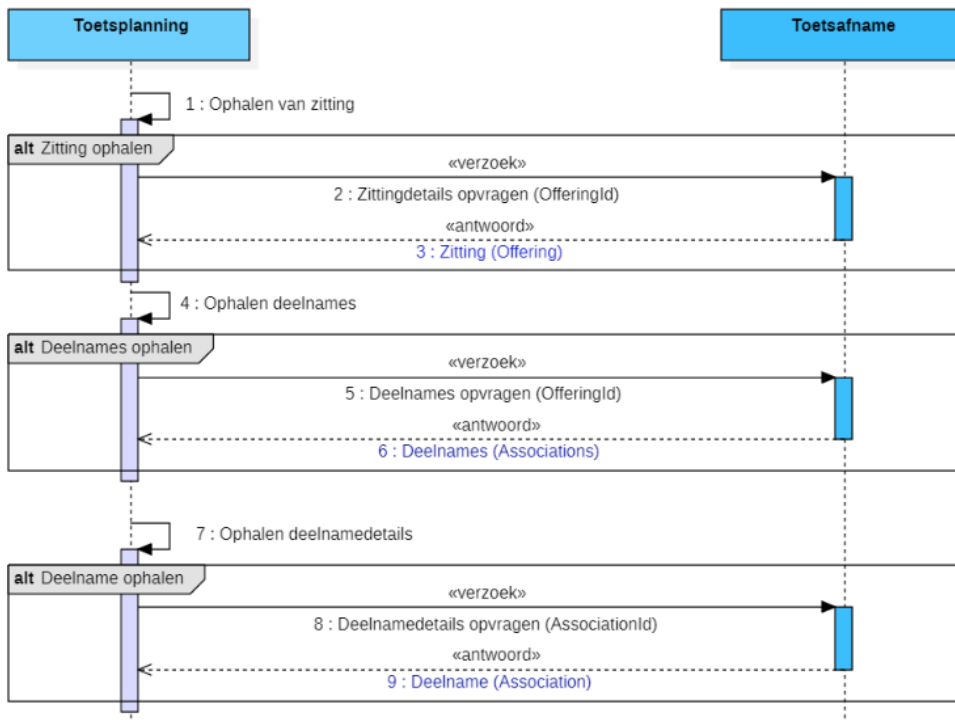 Toetsplanning
Toetsafname
1 : Ophalen van zitting
alt Zitting ophalen
«verzoek»
2 : Zittingdetails opvragen (OfferingId)
«antwoord»
3 : Zitting (Offering)
4 : Ophalen deelnames
alt Deelnames ophalen
«verzoek»
5 : Deelnames opvragen (OfferingId)
«antwoord»
6 : Deelnames (Associations)
7 : Ophalen deelnamedetails
alt Deelname ophalen
«verzoek»
8 : Deelnamedetails opvragen (AssociationId)
«antwoord»
9 : Deelname (Association)